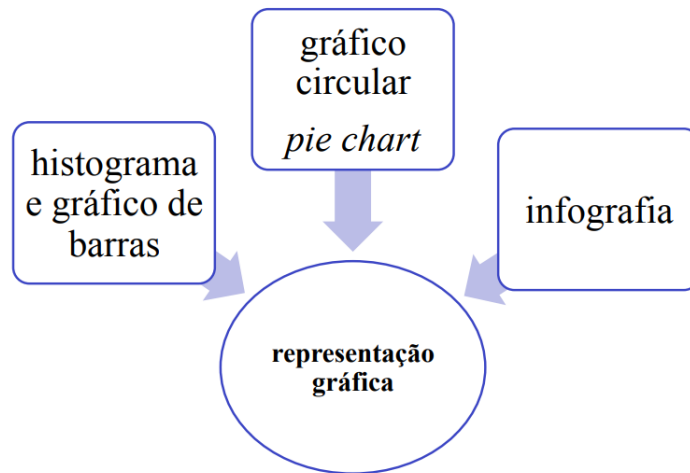 gráfico
circular
pie chart
histograma
e gráfico de
barras
infografia
representação
gráfica